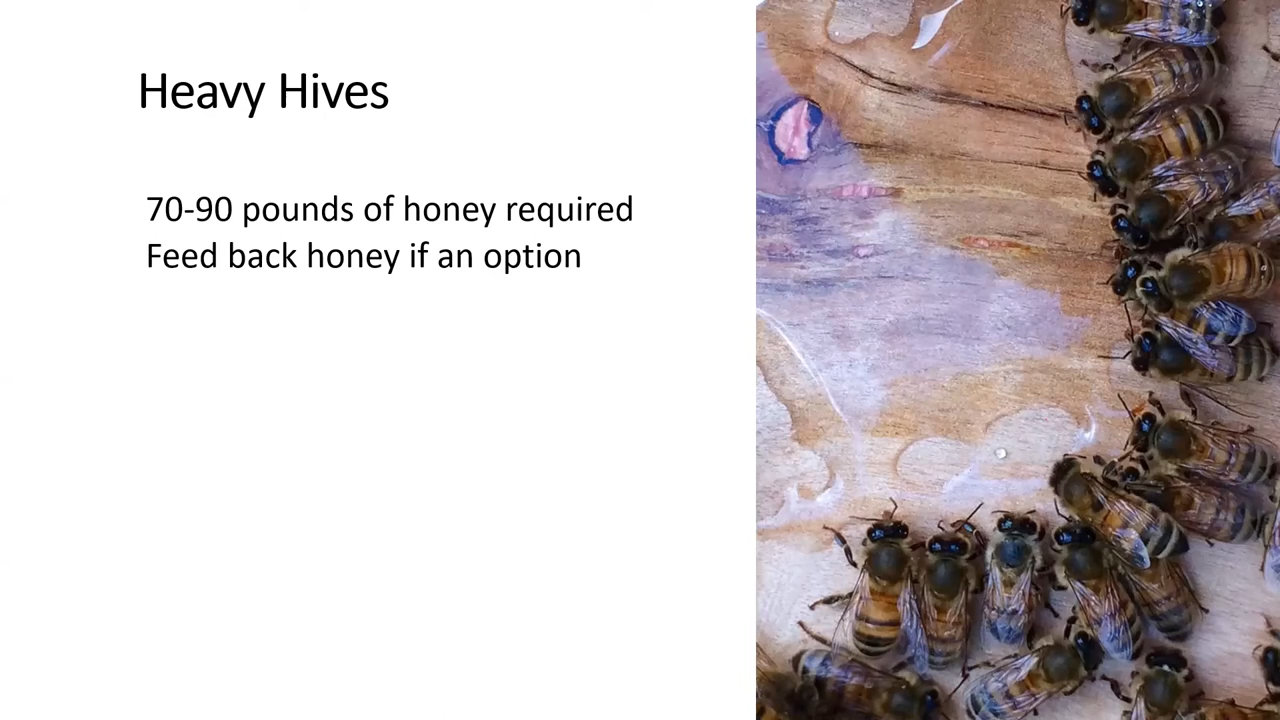 Heavy Hives
70-90 pounds of honey required
Feed back honey if an option